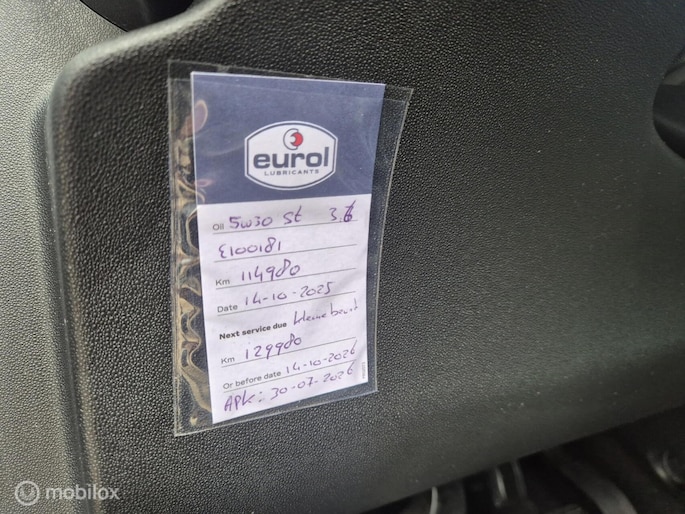 eurol
LUBRICANTS
Oil 5W30 St 3.6
E100181
Km 114980
Date 14-10-2025
Next service due kleine beurt
Km 129980
Or before date 14-10-2026
APK: 30-07-2026
mobilox